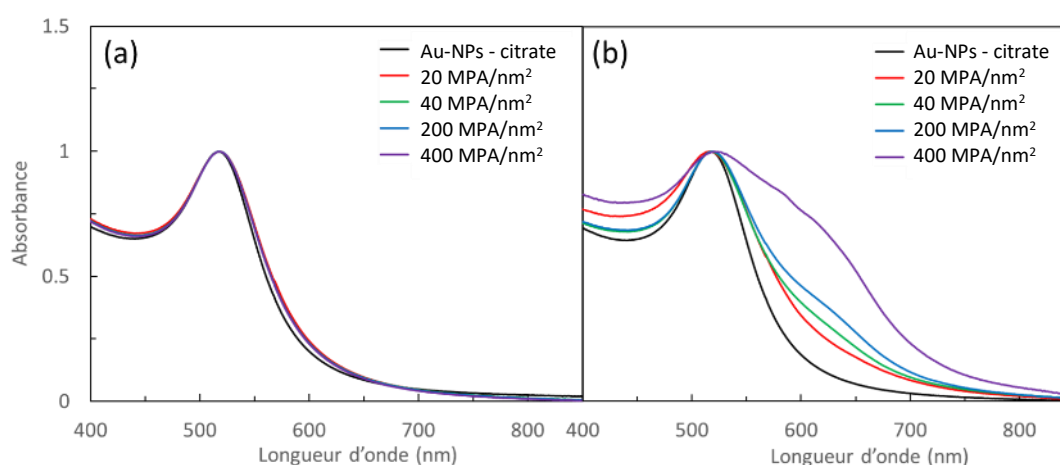 1.5
(a)
Au-NPs - citrate
20 MPA/nm²
40 MPA/nm²
200 MPA/nm²
400 MPA/nm²
(b)
Au-NPs - citrate
20 MPA/nm²
40 MPA/nm²
200 MPA/nm²
400 MPA/nm²
1
Absorbance
0.5
0
400 500 600 700 800 400 500 600 700 800
Longueur d'onde (nm) Longueur d'onde (nm)